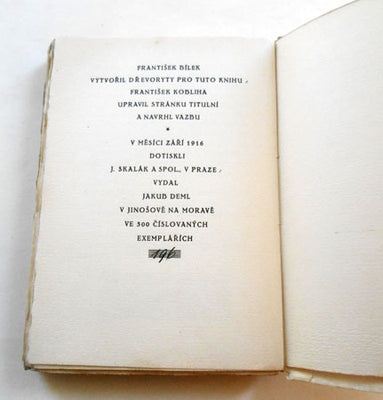 FRANTIŠEK BÍLEK
VYTVOŘIL DŘEVORYTY PRO TUTO KNIHU,
FRANTIŠEK KOBLIHA
UPRAVIL STRÁNKU TITULNÍ
A NAVRHL VAZBU
*
V MĚSÍCI ZÁŘÍ 1916
DOTISKLI
J. SKALÁK A SPOL., V PRAZE,
VYDAL
JAKUB DEML
V JINOŠOVĚ NA MORAVĚ
VE 300 ČÍSLOVANÝCH
EXEMPLÁŘÍCH
196